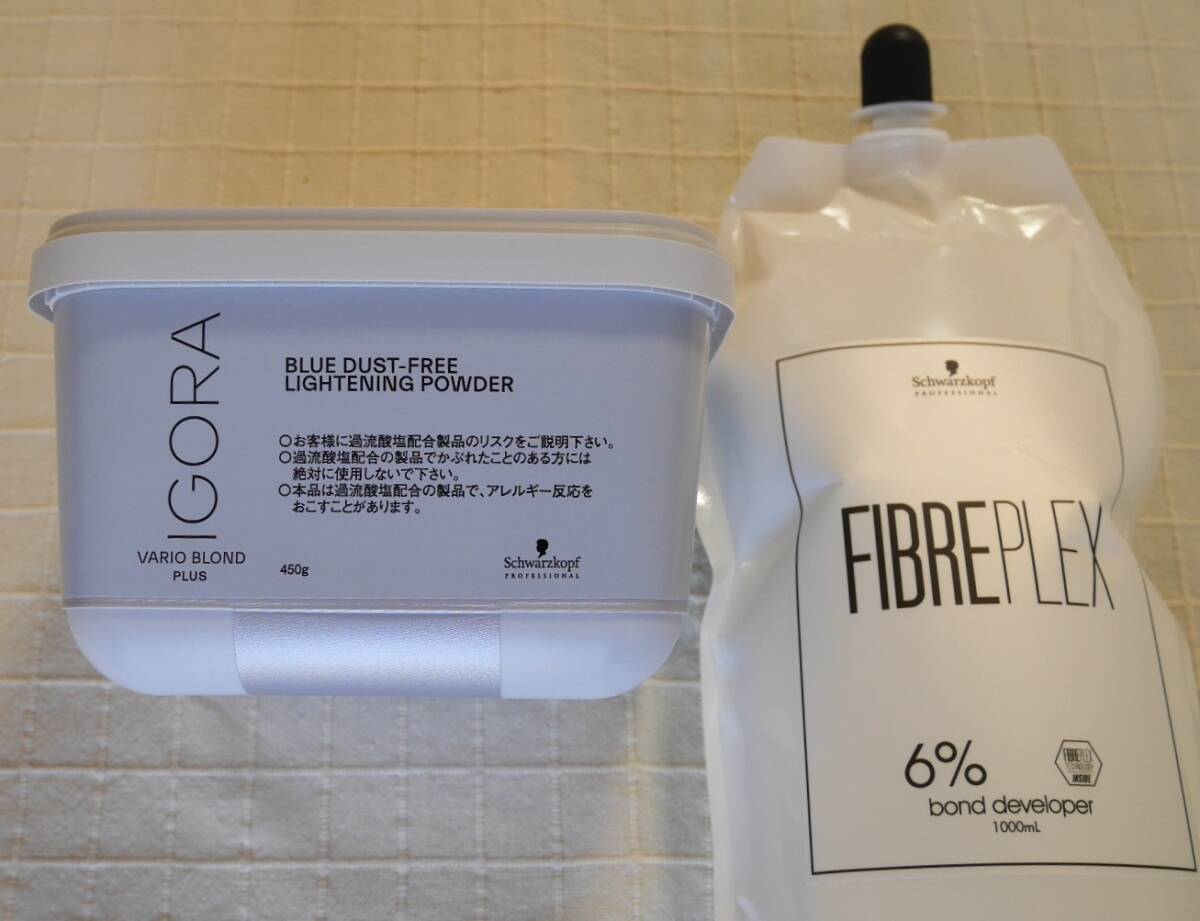 IGORA
VARIO BLOND
PLUS
BLUE DUST-FREE
LIGHTENING POWDER
○お客様に過流酸塩配合製品のリスクをご説明下さい。
○過流酸塩配合の製品でかぶれたことのある方には
絶対に使用しないで下さい。
○本品は過流酸塩配合の製品で、アレルギー反応を
おこすことがあります。
450g
Schwarzkopf
PROFESSIONAL
Schwarzkopf
PROFESSIONAL
FIBREPLEX
6%
bond developer
1000mL
FIBREPLEX
TECHNOLOGY
INSIDE